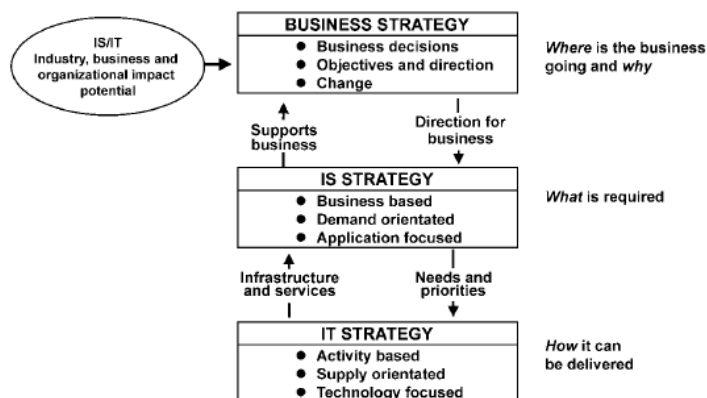 IS/IT
Industry, business and
organizational impact
potential
BUSINESS STRATEGY
● Business decisions
● Objectives and direction
● Change
Where is the business
going and why
Supports
business
Direction for
business
IS STRATEGY
● Business based
● Demand orientated
● Application focused
What is required
Infrastructure
and services
Needs and
priorities
IT STRATEGY
● Activity based
● Supply orientated
● Technology focused
How it can
be delivered